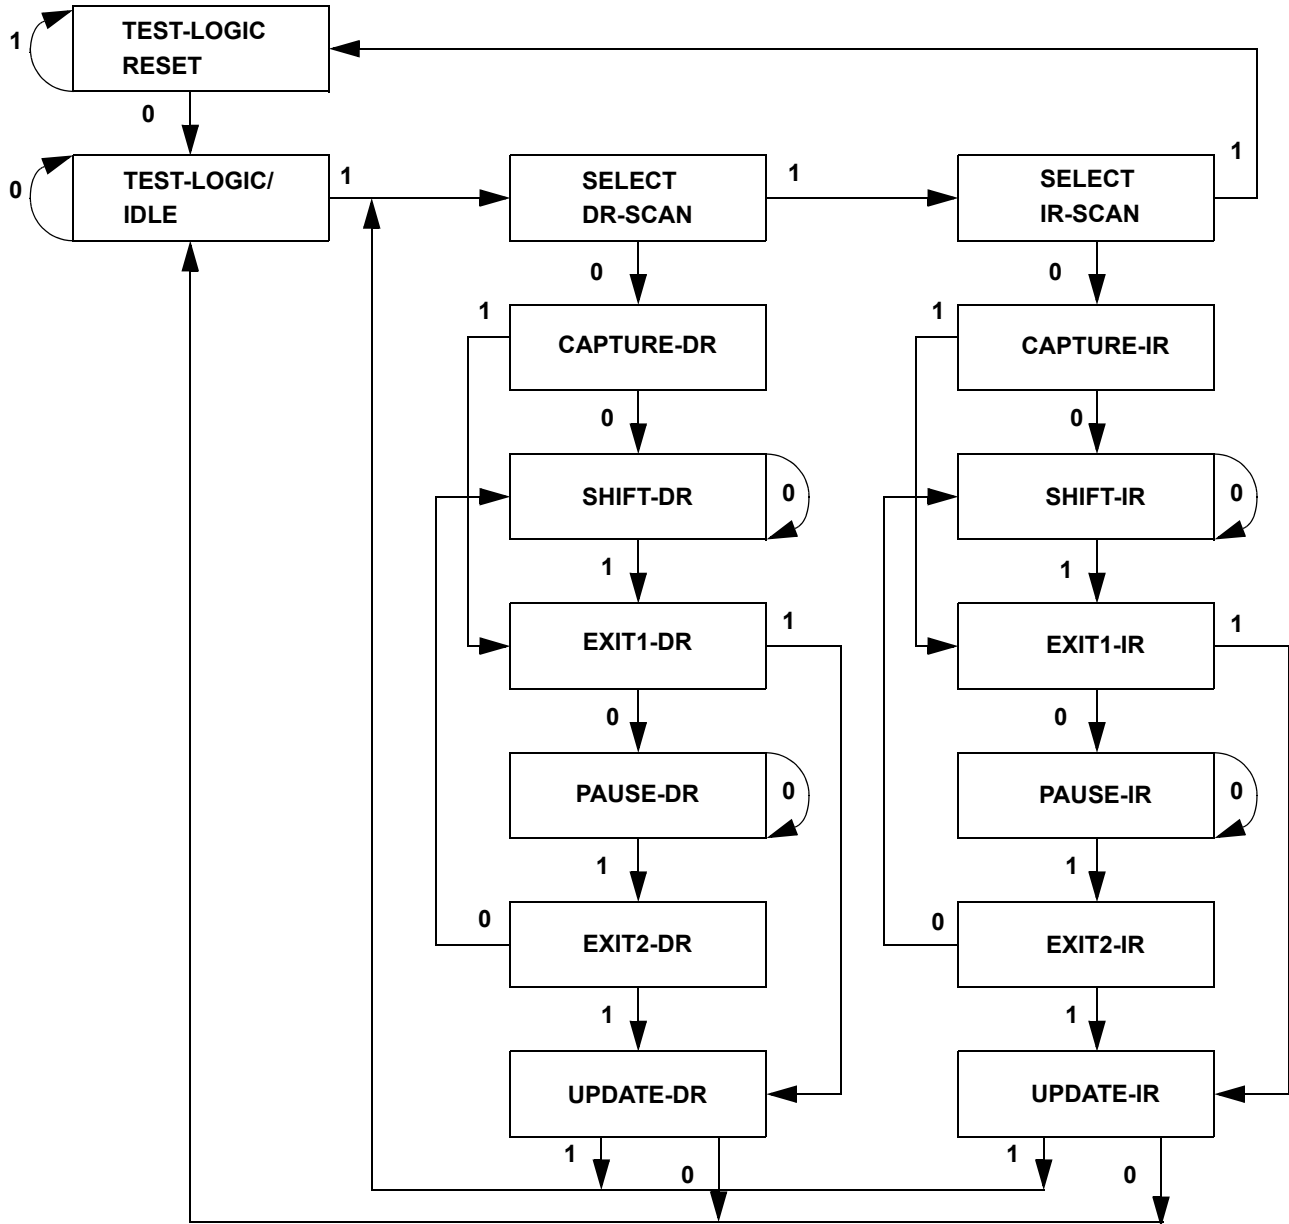 TEST-LOGIC
RESET
1
0
TEST-LOGIC/
IDLE
0
1
SELECT
DR-SCAN
1
SELECT
IR-SCAN
1
0
0
1
CAPTURE-DR
1
CAPTURE-IR
0
0
SHIFT-DR
0
SHIFT-IR
0
1
1
EXIT1-DR
1
EXIT1-IR
1
0
0
PAUSE-DR
0
PAUSE-IR
0
1
1
0
EXIT2-DR
0
EXIT2-IR
1
1
UPDATE-DR
UPDATE-IR
1
0
1
0